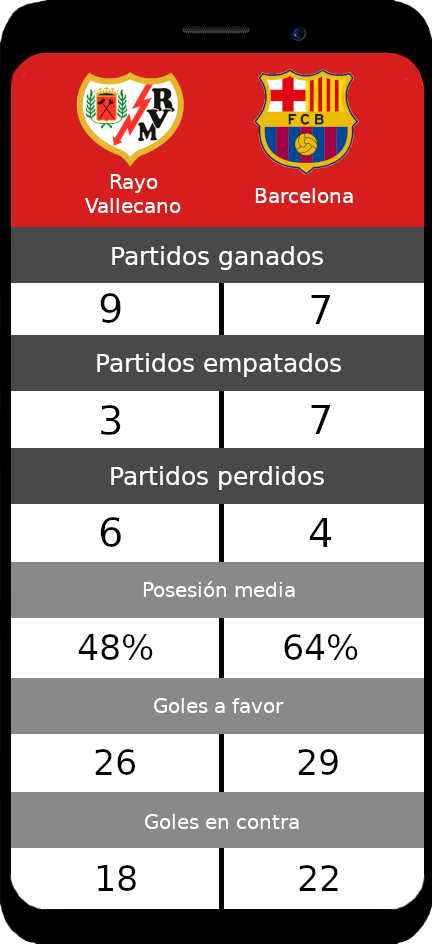 RVM
FCB
Rayo
Vallecano
Barcelona
Partidos ganados
9 7
Partidos empatados
3 7
Partidos perdidos
6 4
Posesión media
48% 64%
Goles a favor
26 29
Goles en contra
18 22